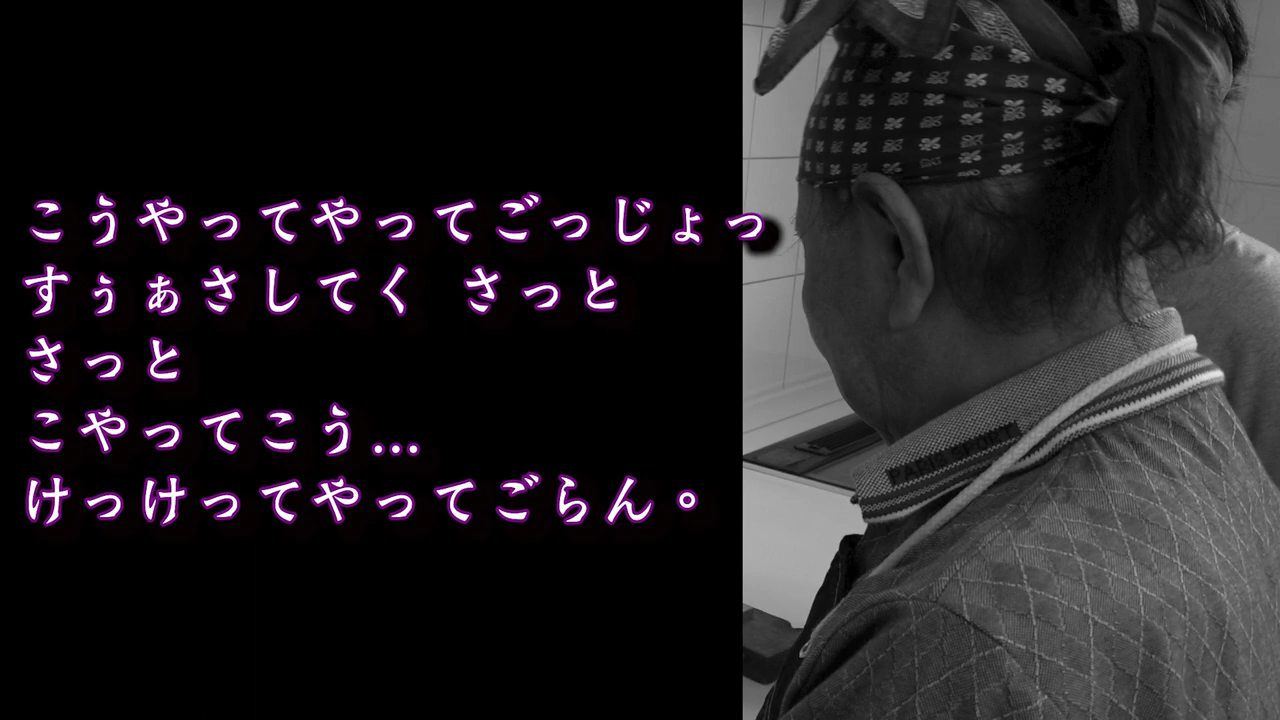 こうやってやってごっじょっ
すぅぁさしてく さっと
さっと
こやってこう…
けっけってやってごらん。